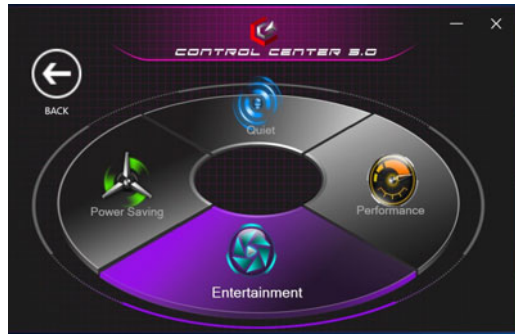 CONTROL CENTER 3.0
BACK
Quiet
Power Saving
Performance
Entertainment